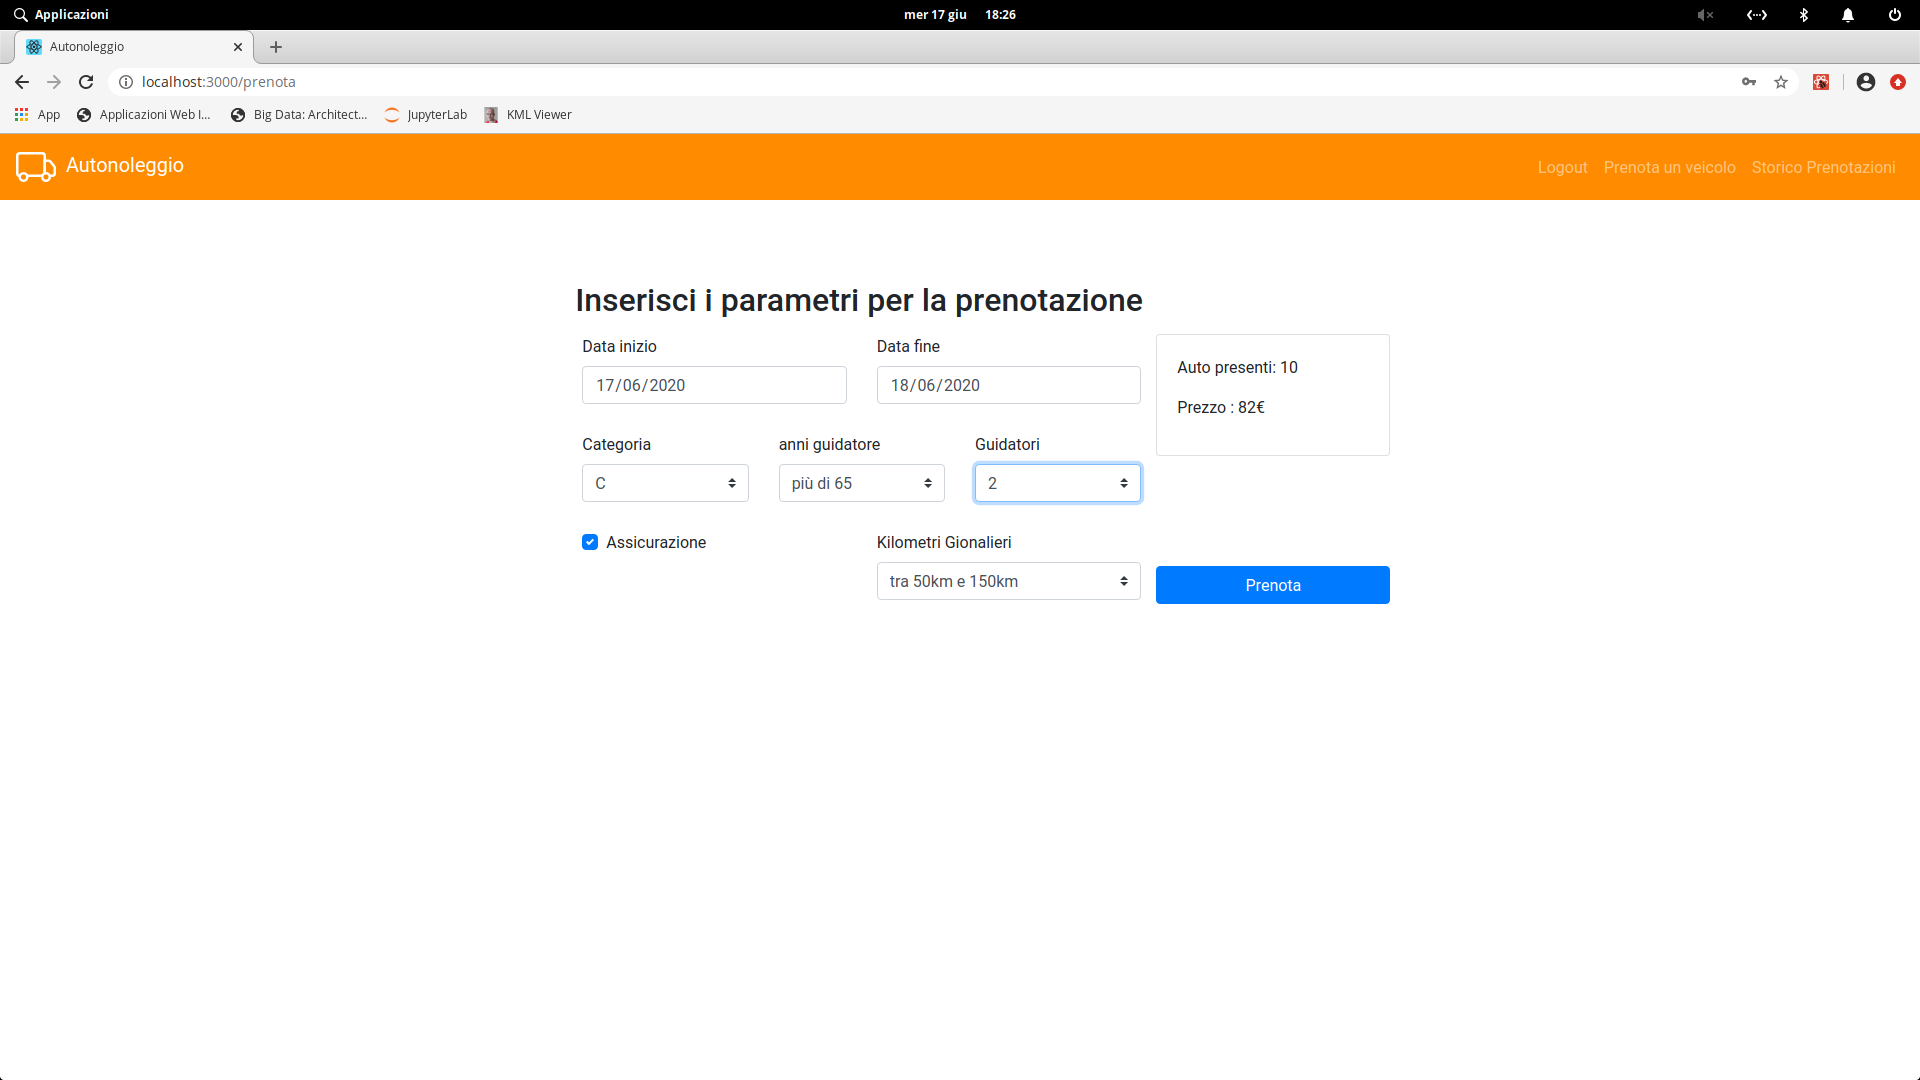 Applicazioni
mer 17 giu 18:26
Autonoleggio
localhost:3000/prenota
App
Applicazioni Web I...
Big Data: Architect...
JupyterLab
KML Viewer
Autonoleggio
Logout
Prenota un veicolo
Storico Prenotazioni
Inserisci i parametri per la prenotazione
Data inizio
17/06/2020
Data fine
18/06/2020
Categoria
C
anni guidatore
più di 65
Guidatori
2
Assicurazione
Kilometri Gionalieri
tra 50km e 150km
Auto presenti: 10
Prezzo : 82€
Prenota